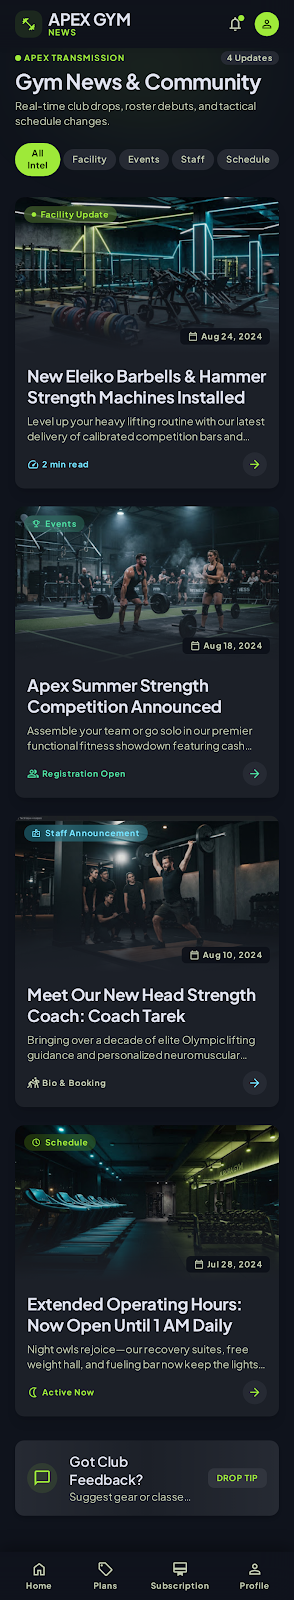 APEX GYM
NEWS
APEX TRANSMISSION
4 Updates
Gym News & Community
Real-time club drops, roster debuts, and tactical
schedule changes.
All
Intel
Facility
Events
Staff
Schedule
Facility Update
Aug 24, 2024
New Eleiko Barbells & Hammer
Strength Machines Installed
Level up your heavy lifting routine with our latest
delivery of calibrated competition bars and...
2 min read
Events
Aug 18, 2024
Apex Summer Strength
Competition Announced
Assemble your team or go solo in our premier
functional fitness showdown featuring cash...
Registration Open
Staff Announcement
Aug 10, 2024
Meet Our New Head Strength
Coach: Coach Tarek
Bringing over a decade of elite Olympic lifting
guidance and personalized neuromuscular...
Bio & Booking
Schedule
Jul 28, 2024
Extended Operating Hours:
Now Open Until 1 AM Daily
Night owls rejoice—our recovery suites, free
weight hall, and fueling bar now keep the lights...
Active Now
Got Club
Feedback?
Suggest gear or classe...
DROP TIP
Home
Plans
Subscription
Profile